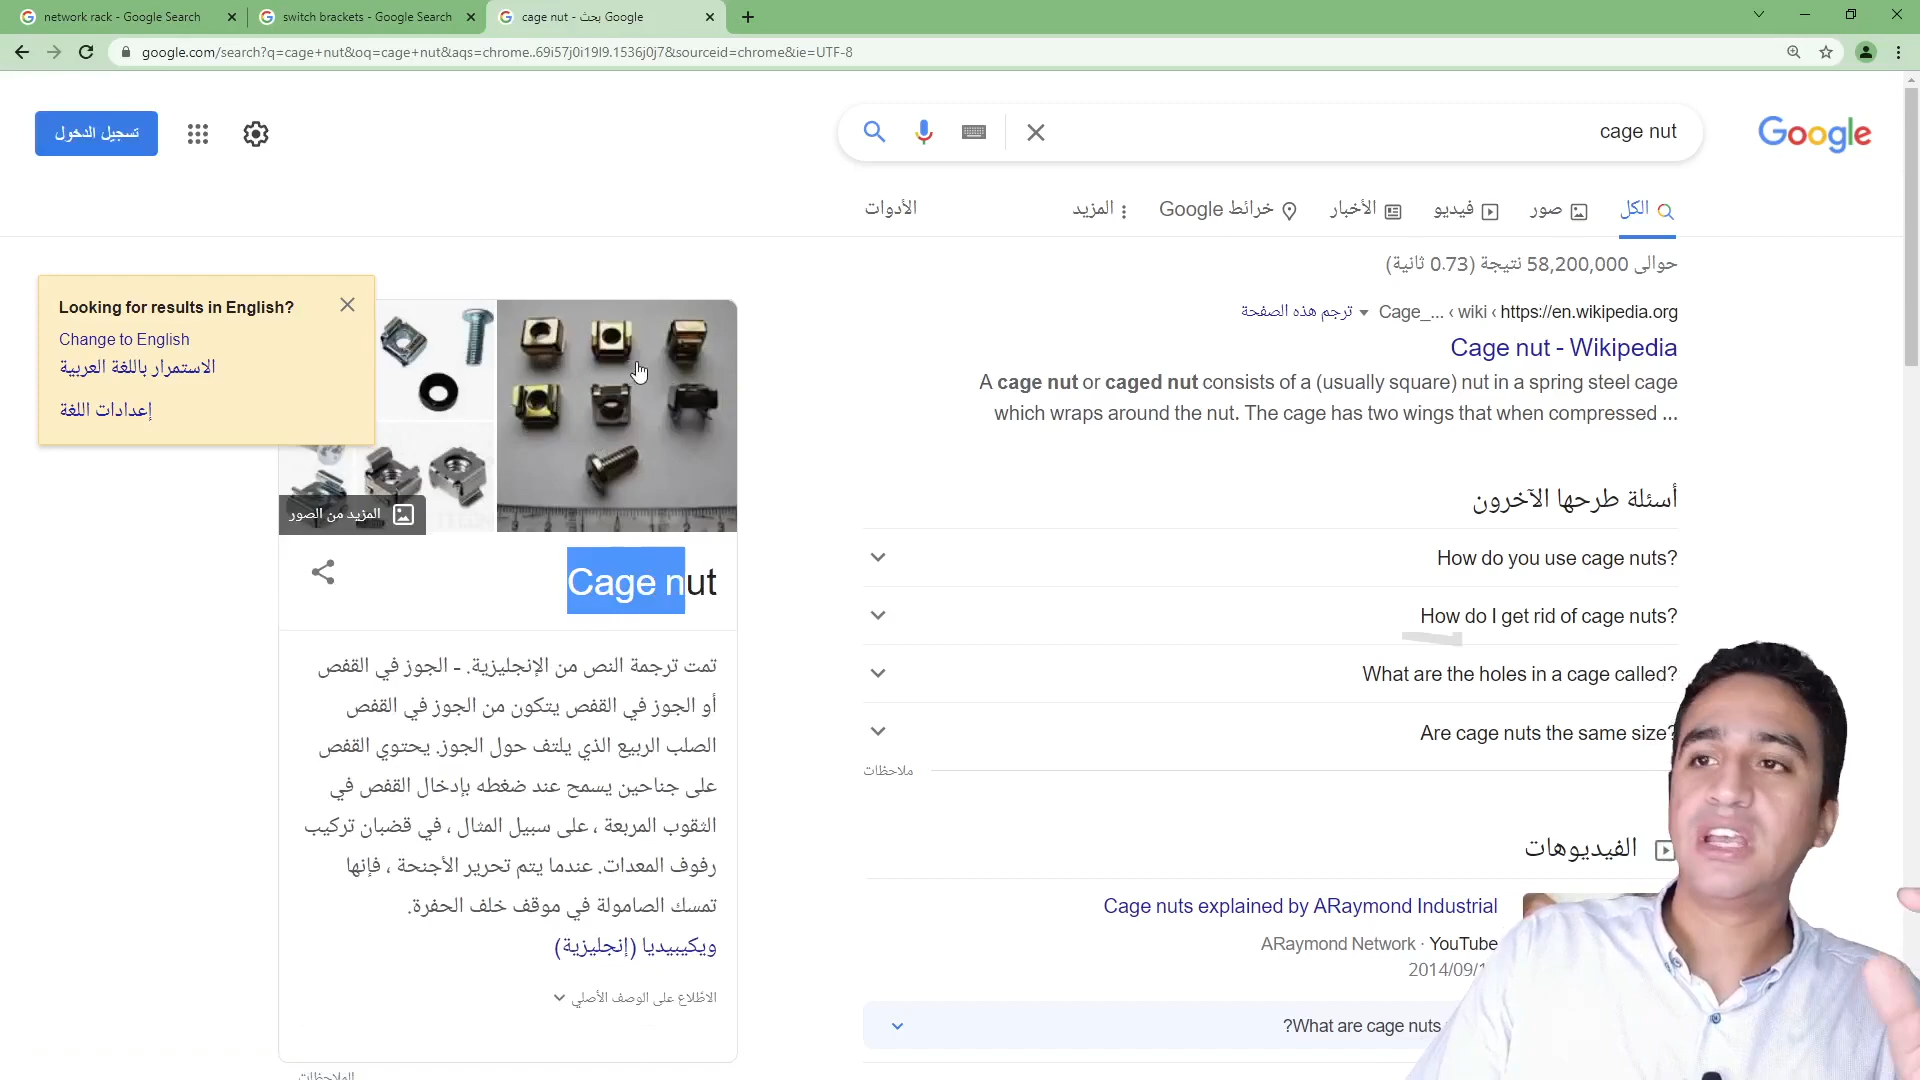 network rack - Google Search
switch brackets - Google Search
cage nut - بحث Google
google.com/search?q=cage+nut&oq=cage+nut&aqs=chrome..69i57j0i19l9.1536j0j7&sourceid=chrome&ie=UTF-8
تسجيل الدخول
cage nut
Google
الكل
صور
فيديو
الأخبار
خرائط Google
المزيد
الأدوات
حوالى 58,200,000 نتيجة (0.73 ثانية)
Looking for results in English?
Change to English
الاستمرار باللغة العربية
إعدادات اللغة
https://en.wikipedia.org › wiki › Cage_... ترجم هذه الصفحة
Cage nut - Wikipedia
A cage nut or caged nut consists of a (usually square) nut in a spring steel cage
which wraps around the nut. The cage has two wings that when compressed ...
أسئلة طرحها الآخرون
How do you use cage nuts?
How do I get rid of cage nuts?
What are the holes in a cage called?
Are cage nuts the same size?
ملاحظات
الفيديوهات
Cage nuts explained by ARaymond Industrial
ARaymond Network · YouTube
2014/09/1
What are cage nuts?
المزيد من الصور
Cage nut
تمت ترجمة النص من الإنجليزية. - الجوز في القفص
أو الجوز في القفص يتكون من الجوز في القفص
الصلب الربيع الذي يلتف حول الجوز. يحتوي القفص
على جناحين يسمح عند ضغطه بإدخال القفص في
الثقوب المربعة ، على سبيل المثال ، في قضبان تركيب
رفوف المعدات. عندما يتم تحرير الأجنحة ، فإنها
تمسك الصامولة في موقف خلف الحفرة.
ويكيبيديا (إنجليزية)
الاطّلاع على الوصف الأصلي
الملاحظات